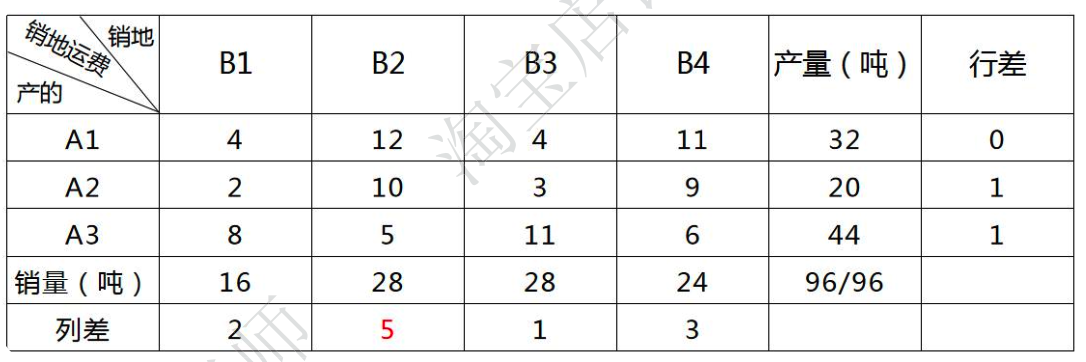 销地运费 销地
产的
B1 B2 B3 B4 产量（吨） 行差
A1 4 12 4 11 32 0
A2 2 10 3 9 20 1
A3 8 5 11 6 44 1
销量（吨） 16 28 28 24 96/96
列差 2 5 1 3
淘宝店
师